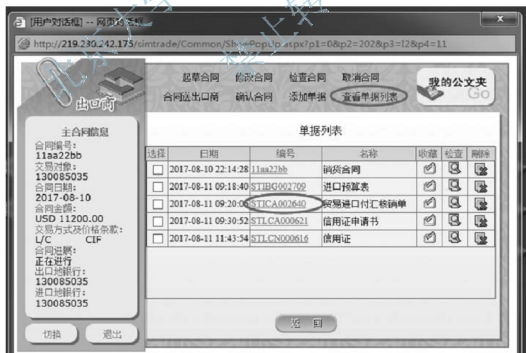 [用户对话框] -- 网页对话框
http://219.230.242.175/simtrade/Common/ShowPopUp.aspx?p1=0&p2=202&p3=12&p4=11
出口商
起草合同 修改合同 检查合同 取消合同
合同送出口商 确认合同 添加单据 查看单据列表
我的公文夹
Go
主合同信息
合同编号:
11aa22bb
交易对象:
130085035
合同日期:
2017-08-10
合同金额:
USD 11200.00
交易方式及价格条款:
L/C CIF
合同进展:
正在进行
出口地银行:
130085035
进口地银行:
130085035
切换 退出
单据列表
选择 日期 编号 名称 收藏 检查 删除
2017-08-10 22:14:28 11aa22bb 销货合同
2017-08-11 09:18:40 STIBG002709 进口预算表
2017-08-11 09:20:06 STICA002640 贸易进口付汇核销单
2017-08-11 09:30:52 STLCA000621 信用证申请书
2017-08-11 11:43:54 STLCN000616 信用证
返 回